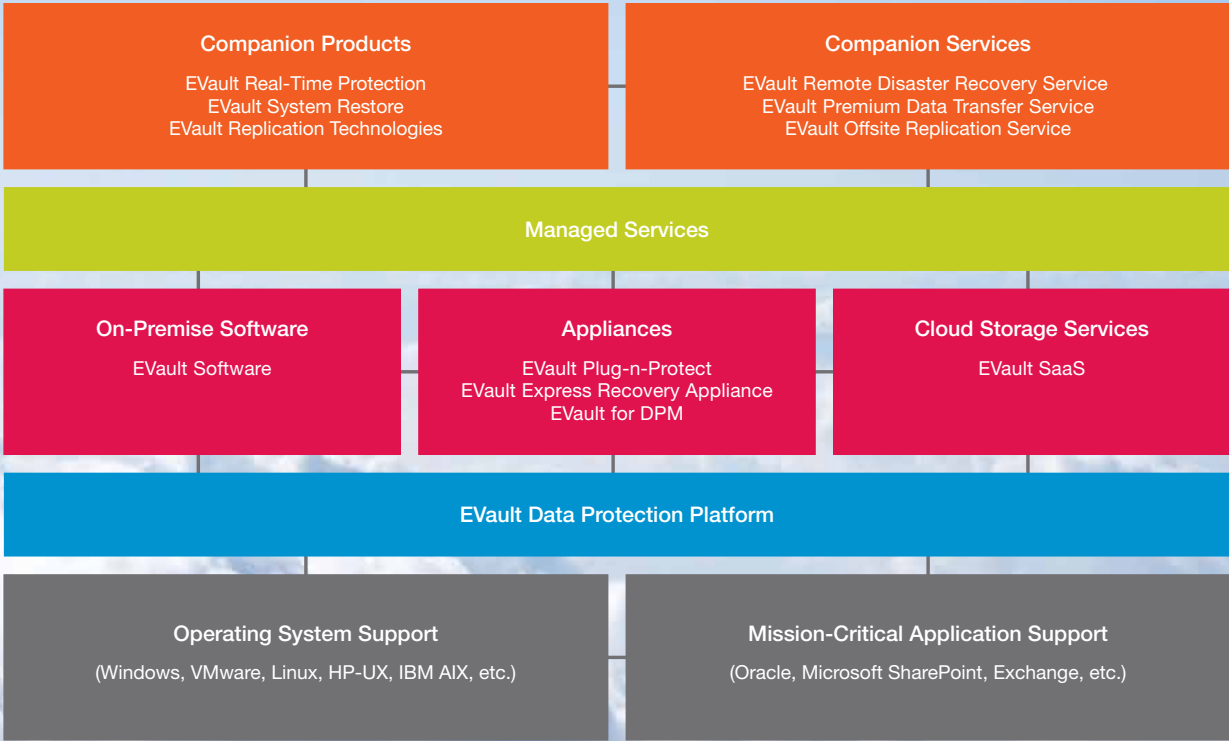 Companion Products
EVault Real-Time Protection
EVault System Restore
EVault Replication Technologies
Companion Services
EVault Remote Disaster Recovery Service
EVault Premium Data Transfer Service
EVault Offsite Replication Service
Managed Services
On-Premise Software
EVault Software
Appliances
EVault Plug-n-Protect
EVault Express Recovery Appliance
EVault for DPM
Cloud Storage Services
EVault SaaS
EVault Data Protection Platform
Operating System Support
(Windows, VMware, Linux, HP-UX, IBM AIX, etc.)
Mission-Critical Application Support
(Oracle, Microsoft SharePoint, Exchange, etc.)